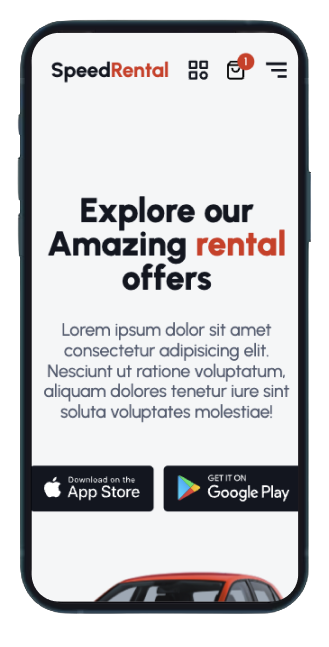 SpeedRental
1
Explore our
Amazing rental
offers
Lorem ipsum dolor sit amet
consectetur adipisicing elit.
Nesciunt ut ratione voluptatum,
aliquam dolores tenetur iure sint
soluta voluptates molestiae!
Download on the
App Store
GET IT ON
Google Play